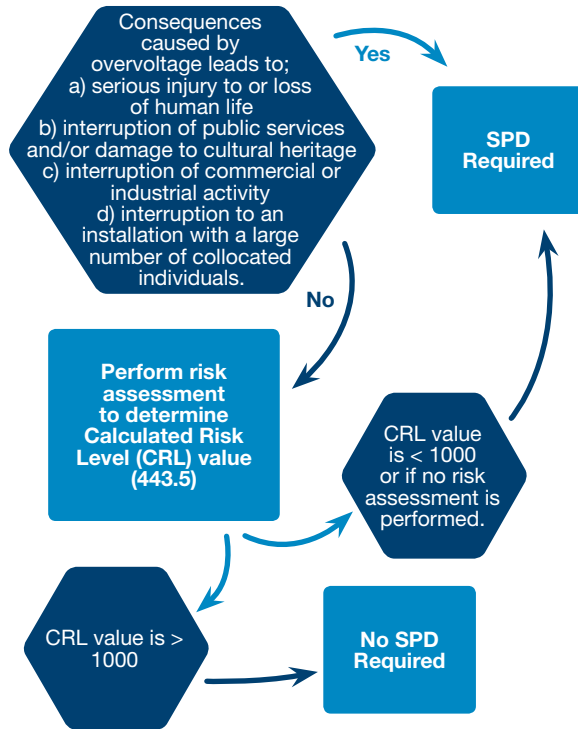 Consequences
caused by
overvoltage leads to;
a) serious injury to or loss
of human life
b) interruption of public services
and/or damage to cultural heritage
c) interruption of commercial or
industrial activity
d) interruption to an
installation with a large
number of collocated
individuals.
Yes
SPD
Required
No
Perform risk
assessment
to determine
Calculated Risk
Level (CRL) value
(443.5)
CRL value
is < 1000
or if no risk
assessment is
performed.
CRL value is >
1000
No SPD
Required